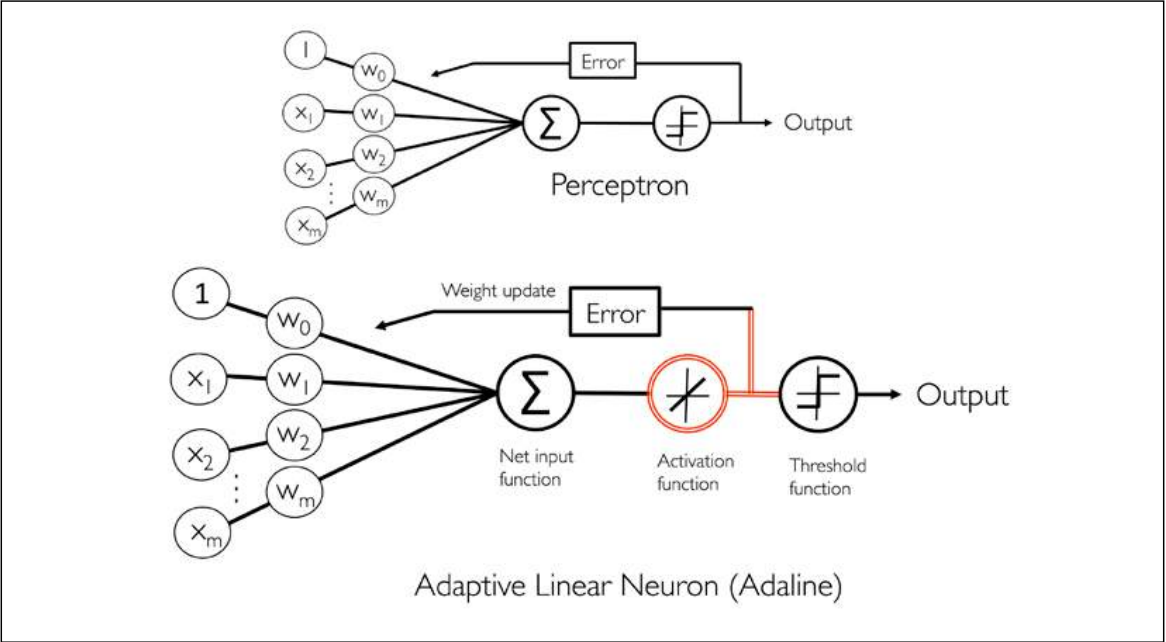 1
w0
Error
x1
w1
Σ
Output
x2
w2
Perceptron
wm
xm
1
Weight update
w0
Error
x1
w1
Σ
Output
x2
w2
Net input
function
Activation
function
Threshold
function
wm
xm
Adaptive Linear Neuron (Adaline)